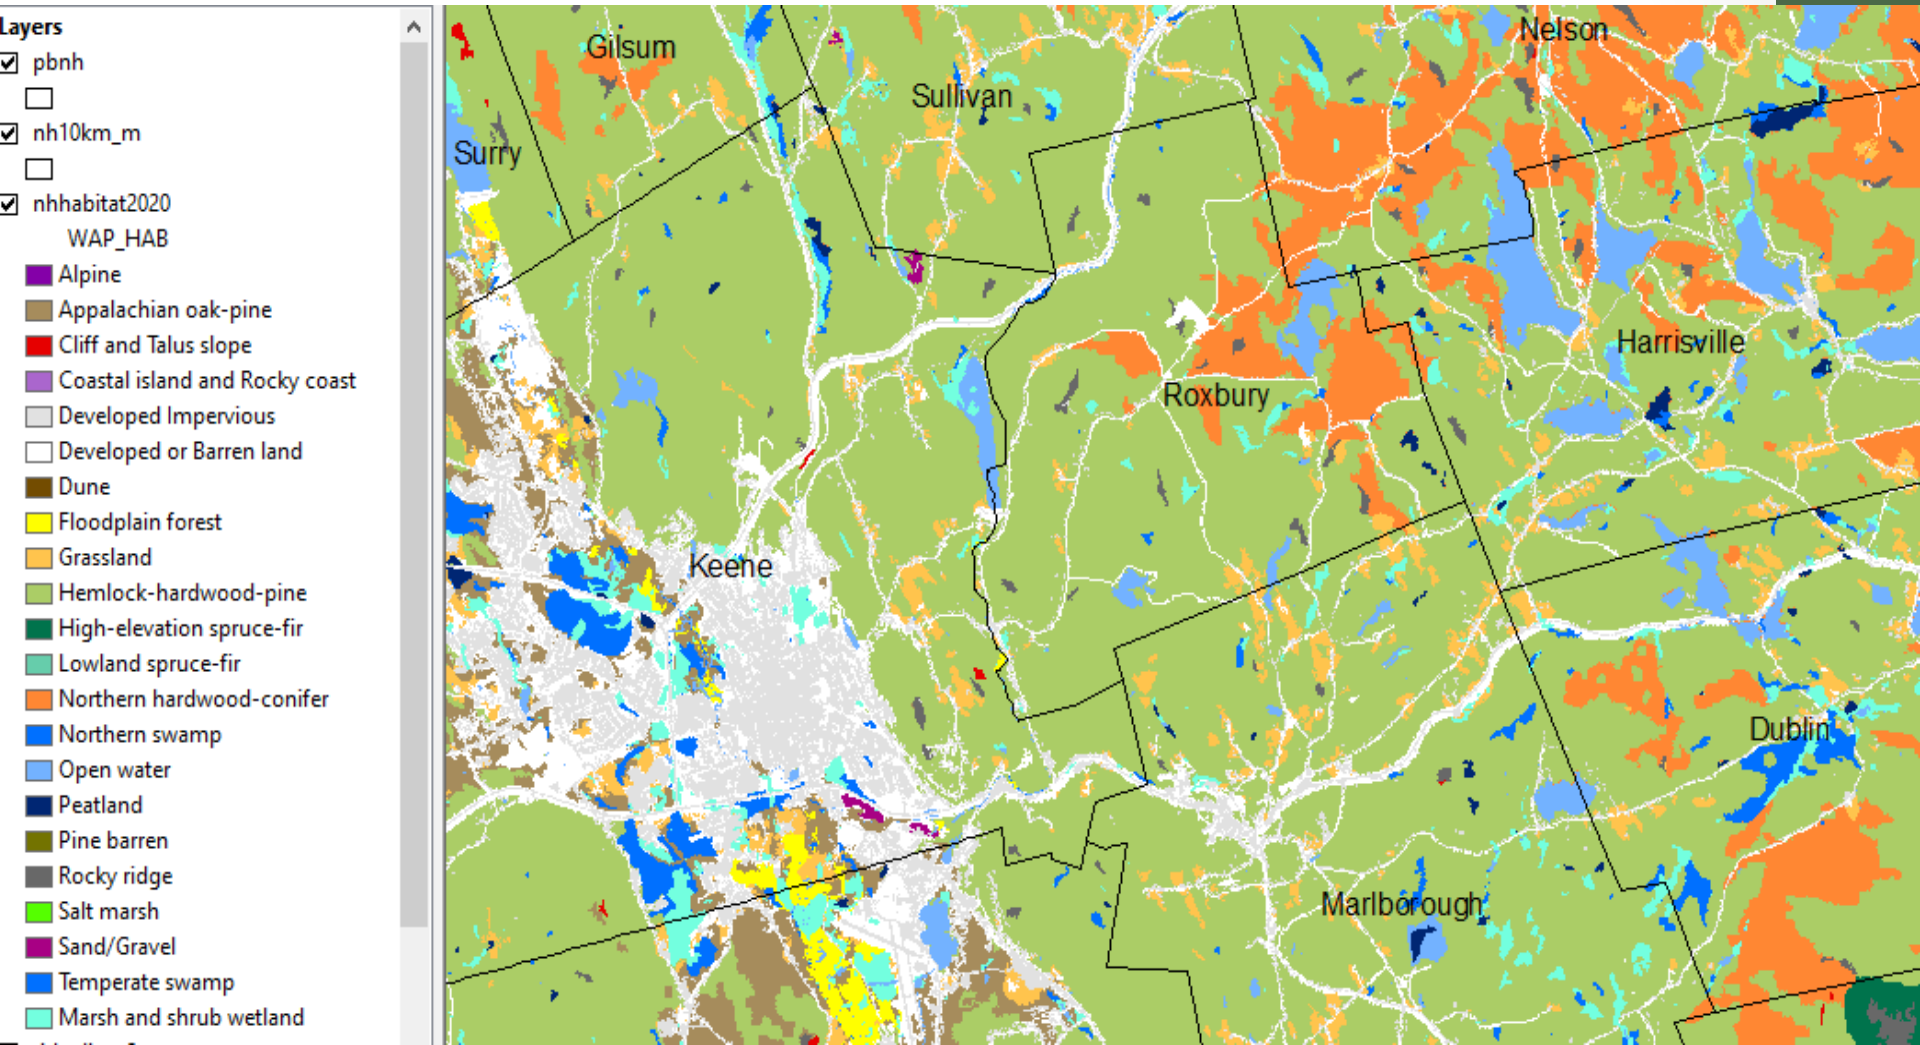 Layers
pbnh
nh10km_m
nhhabitat2020
WAP_HAB
Alpine
Appalachian oak-pine
Cliff and Talus slope
Coastal island and Rocky coast
Developed Impervious
Developed or Barren land
Dune
Floodplain forest
Grassland
Hemlock-hardwood-pine
High-elevation spruce-fir
Lowland spruce-fir
Northern hardwood-conifer
Northern swamp
Open water
Peatland
Pine barren
Rocky ridge
Salt marsh
Sand/Gravel
Temperate swamp
Marsh and shrub wetland
Gilsum
Nelson
Sullivan
Surry
Harrisville
Roxbury
Keene
Dublin
Marlborough